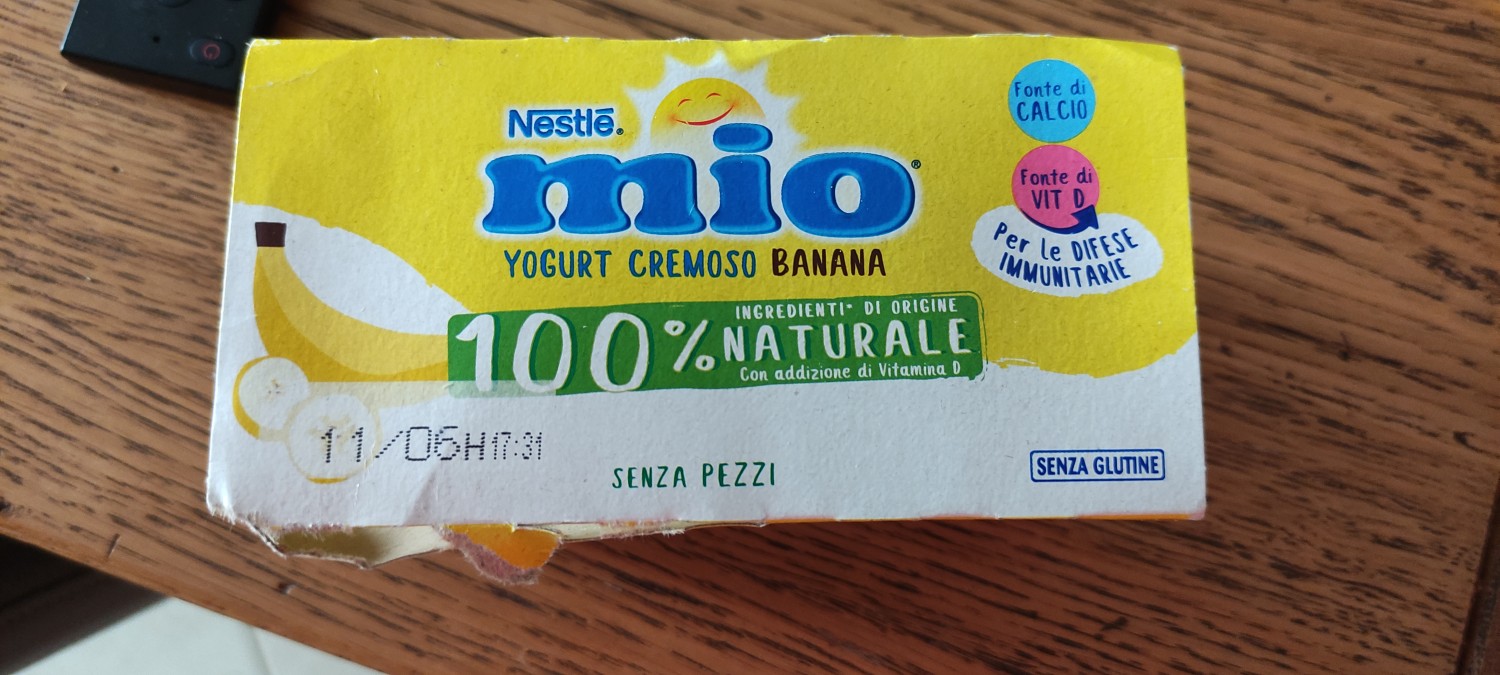 Nestlé®
mio®
YOGURT CREMOSO BANANA
Fonte di
CALCIO
Fonte di
VIT D
Per le DIFESE
IMMUNITARIE
100%
INGREDIENTI* DI ORIGINE
NATURALE
Con addizione di Vitamina D
11/06H17:31
SENZA PEZZI
SENZA GLUTINE
G